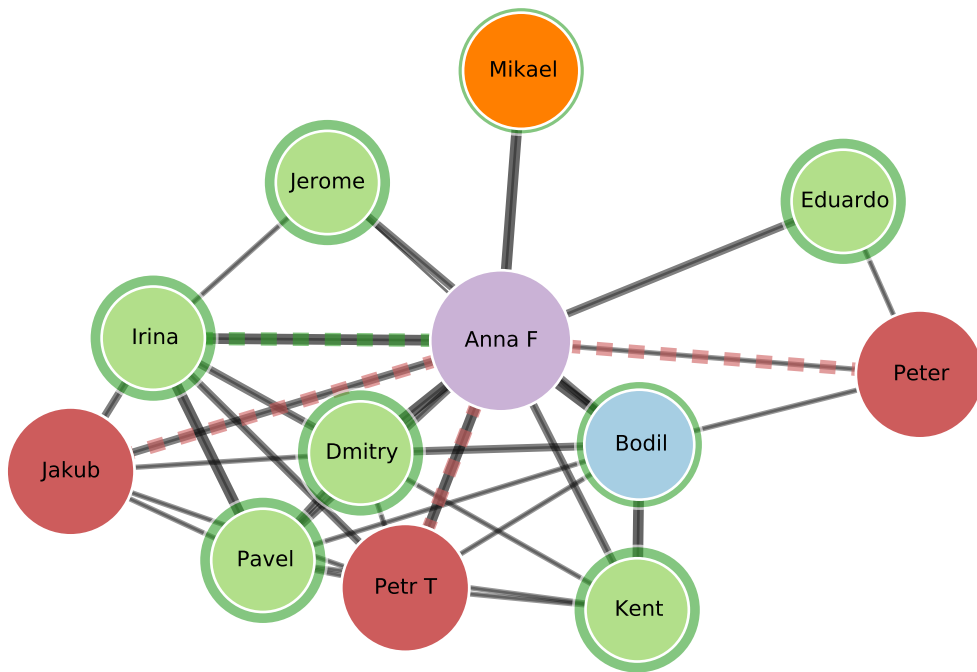 Mikael
Jerome
Eduardo
Irina
Anna F
Peter
Bodil
Dmitry
Jakub
Pavel
Petr T
Kent